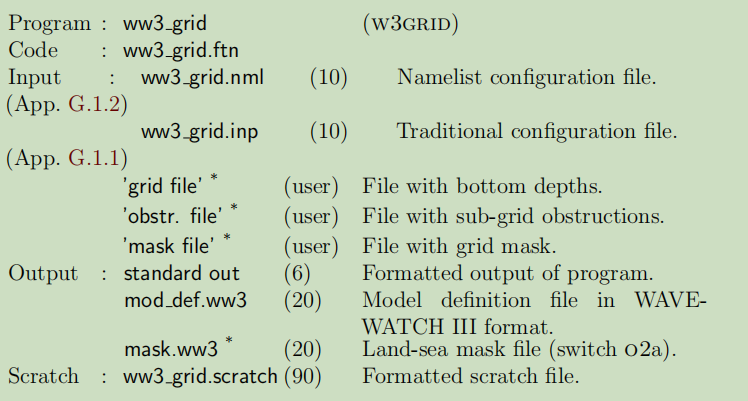 Program : ww3_grid (W3GRID)
Code : ww3_grid.ftn
Input : ww3_grid.nml (10) Namelist configuration file.
(App. G.1.2)
ww3_grid.inp (10) Traditional configuration file.
(App. G.1.1)
'grid file' * (user) File with bottom depths.
'obstr. file' * (user) File with sub-grid obstructions.
'mask file' * (user) File with grid mask.
Output : standard out (6) Formatted output of program.
mod_def.ww3 (20) Model definition file in WAVE-
WATCH III format.
mask.ww3 * (20) Land-sea mask file (switch O2a).
Scratch : ww3_grid.scratch (90) Formatted scratch file.